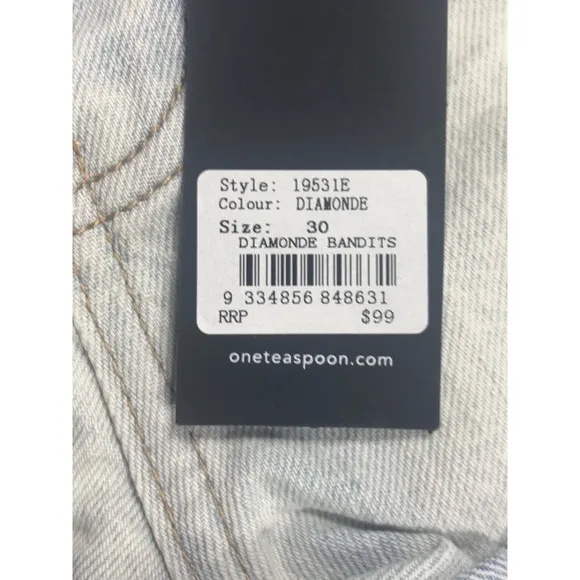 Style: 19531E
Colour: DIAMONDE
Size: 30
DIAMONDE BANDITS
9 334856 848631
RRP $99
oneteaspoon.com